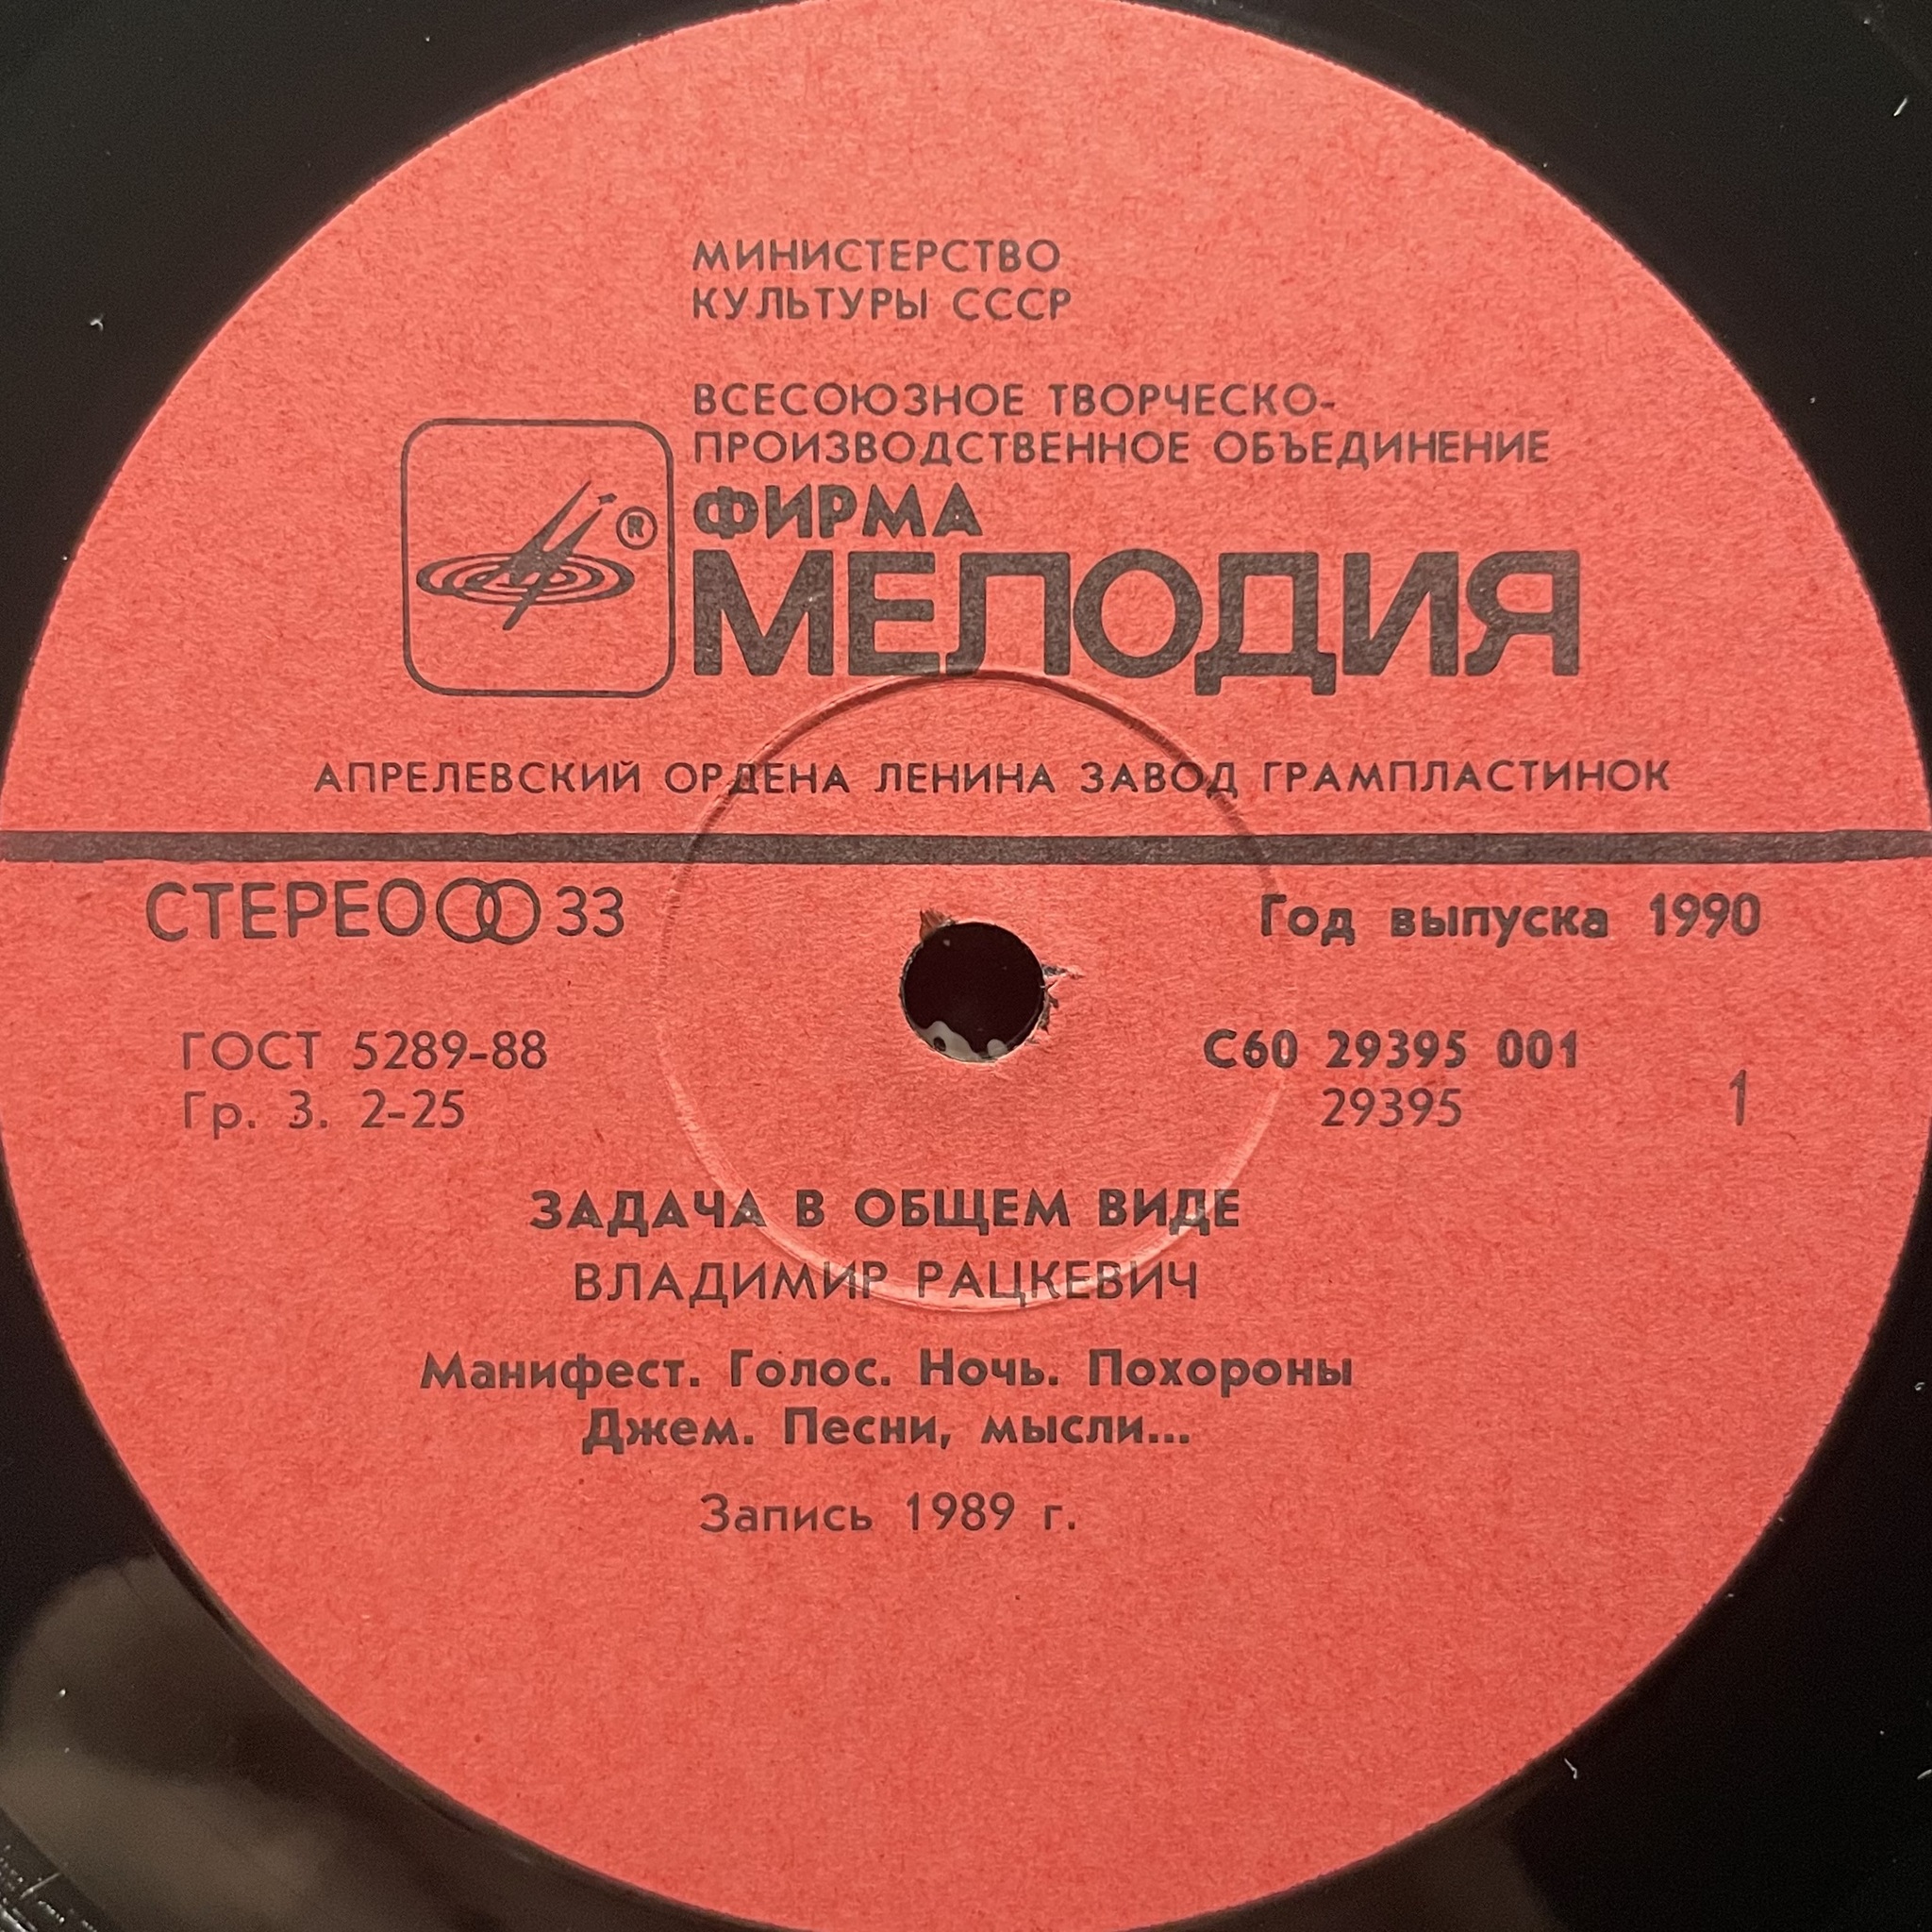 МИНИСТЕРСТВО
КУЛЬТУРЫ СССР
ВСЕСОЮЗНОЕ ТВОРЧЕСКО-
ПРОИЗВОДСТВЕННОЕ ОБЪЕДИНЕНИЕ
®
ФИРМА
МЕЛОДИЯ
АПРЕЛЕВСКИЙ ОРДЕНА ЛЕНИНА ЗАВОД ГРАМПЛАСТИНОК
СТЕРЕО 33
Год выпуска 1990
ГОСТ 5289-88
Гр. 3. 2-25
С60 29395 001
29395
1
ЗАДАЧА В ОБЩЕМ ВИДЕ
ВЛАДИМИР РАЦКЕВИЧ
Манифест. Голос. Ночь. Похороны
Джем. Песни, мысли...
Запись 1989 г.